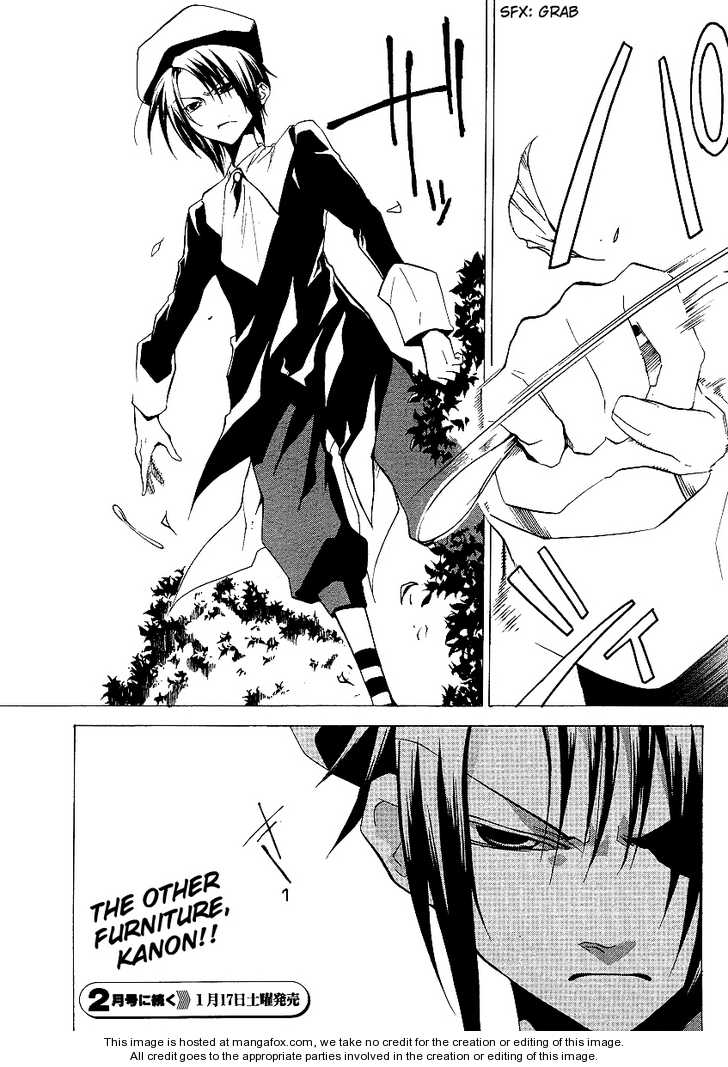 SFX: GRAB
THE OTHER
FURNITURE,
KANON!!
1
2月号に続く 1月17日土曜発売
This image is hosted at mangafox.com, we take no credit for the creation or editing of this image.
All credit goes to the appropriate parties involved in the creation or editing of this image.